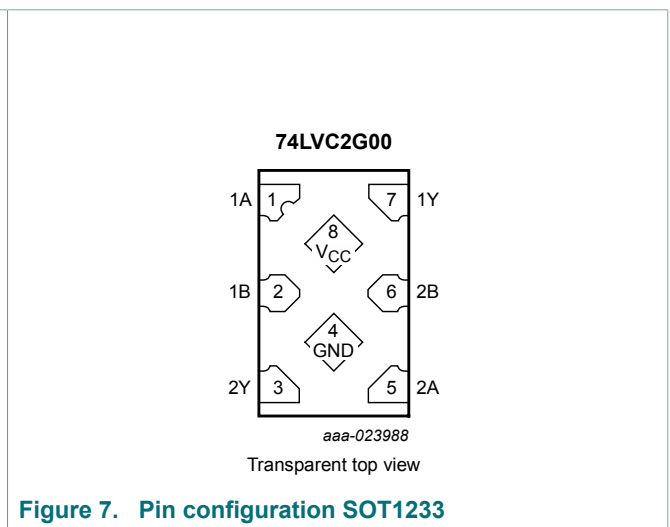 74LVC2G00
1A 1 7 1Y
8
VCC
1B 2 6 2B
4
GND
2Y 3 5 2A
aaa-023988
Transparent top view
Figure 7. Pin configuration SOT1233